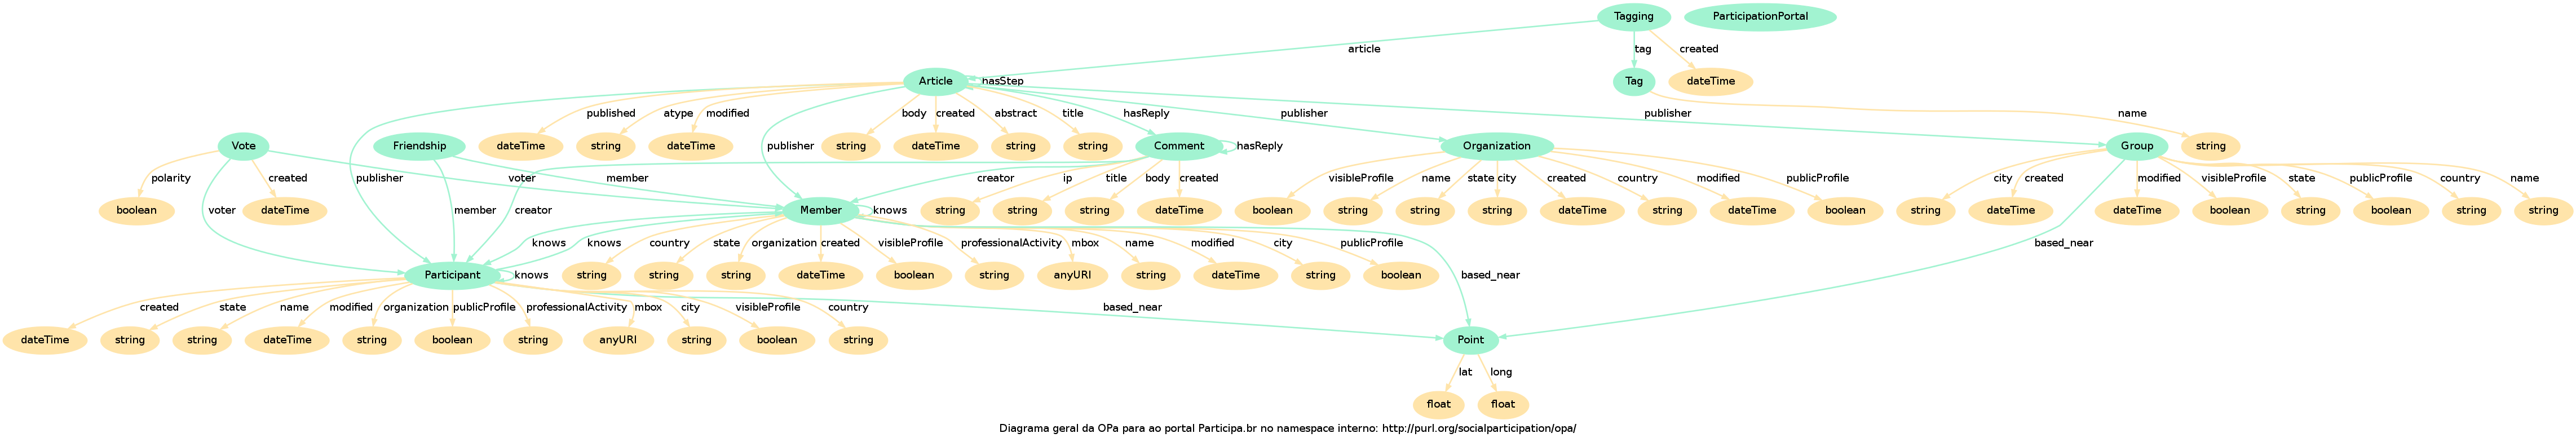 Tagging ParticipationPortal
article tag created
Article hasStep Tag dateTime
published atype modified body created abstract title hasReply publisher publisher name
Vote Friendship dateTime string dateTime string dateTime string string Comment hasReply Organization Group string
polarity created publisher voter member publisher creator ip title body created visibleProfile name state city created country modified publicProfile city created modified visibleProfile state publicProfile country name
boolean dateTime voter member creator Member knows string string string dateTime boolean string string string dateTime string dateTime boolean string dateTime dateTime boolean string boolean string string
knows knows country state organization created visibleProfile professionalActivity mbox name modified city publicProfile based_near
Participant knows string string string dateTime boolean string anyURI string dateTime string boolean based_near
created state name modified organization publicProfile professionalActivity mbox city visibleProfile country based_near
dateTime string string dateTime string boolean string anyURI string boolean string Point
lat long
float float
Diagrama geral da OPa para ao portal Participa.br no namespace interno: http://purl.org/socialparticipation/opa/